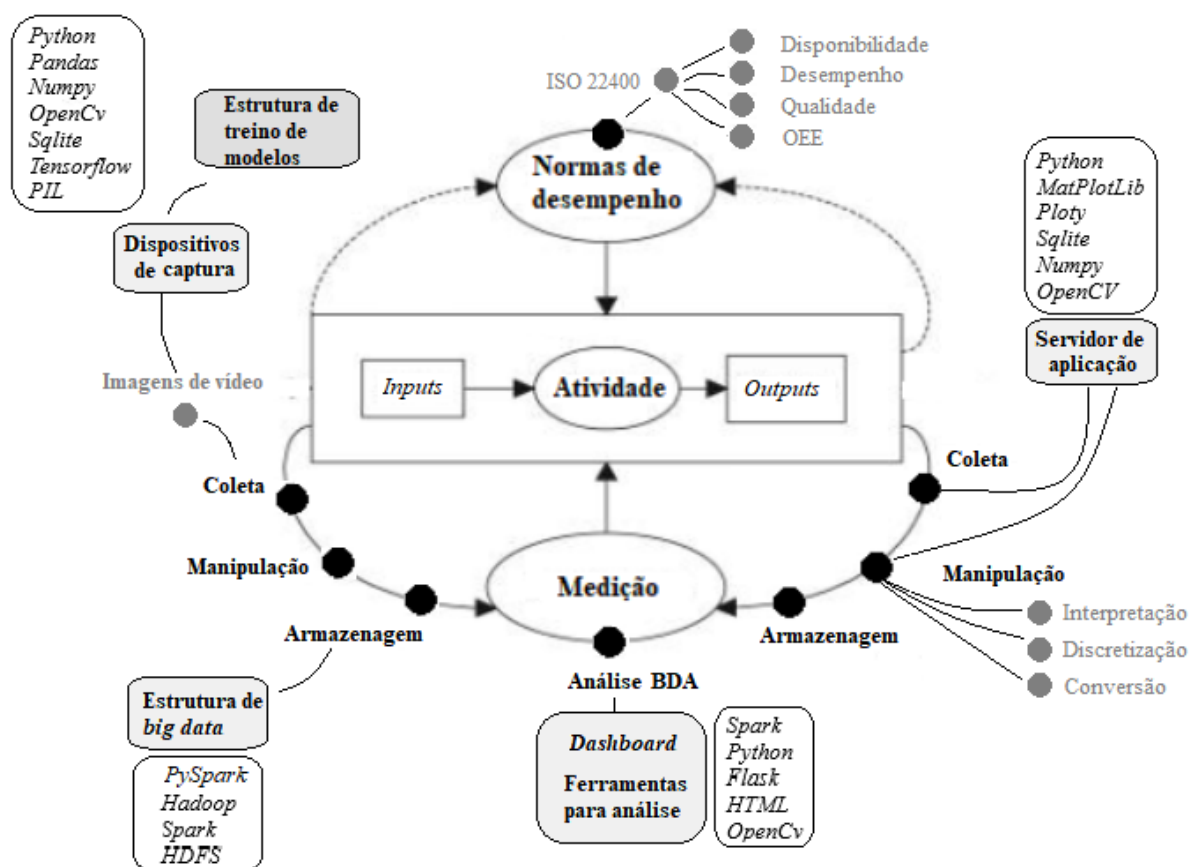 Python
Pandas
Numpy
OpenCv
Sqlite
Tensorflow
PIL
Estrutura de
treino de
modelos
Dispositivos
de captura
Imagens de vídeo
ISO 22400
Disponibilidade
Desempenho
Qualidade
OEE
Normas de
desempenho
Python
MatPlotLib
Ploty
Sqlite
Numpy
OpenCV
Servidor de
aplicação
Inputs
Atividade
Outputs
Coleta
Manipulação
Armazenagem
Medição
Coleta
Manipulação
Armazenagem
Interpretação
Discretização
Conversão
Estrutura de
big data
PySpark
Hadoop
Spark
HDFS
Análise BDA
Dashboard
Ferramentas
para análise
Spark
Python
Flask
HTML
OpenCv